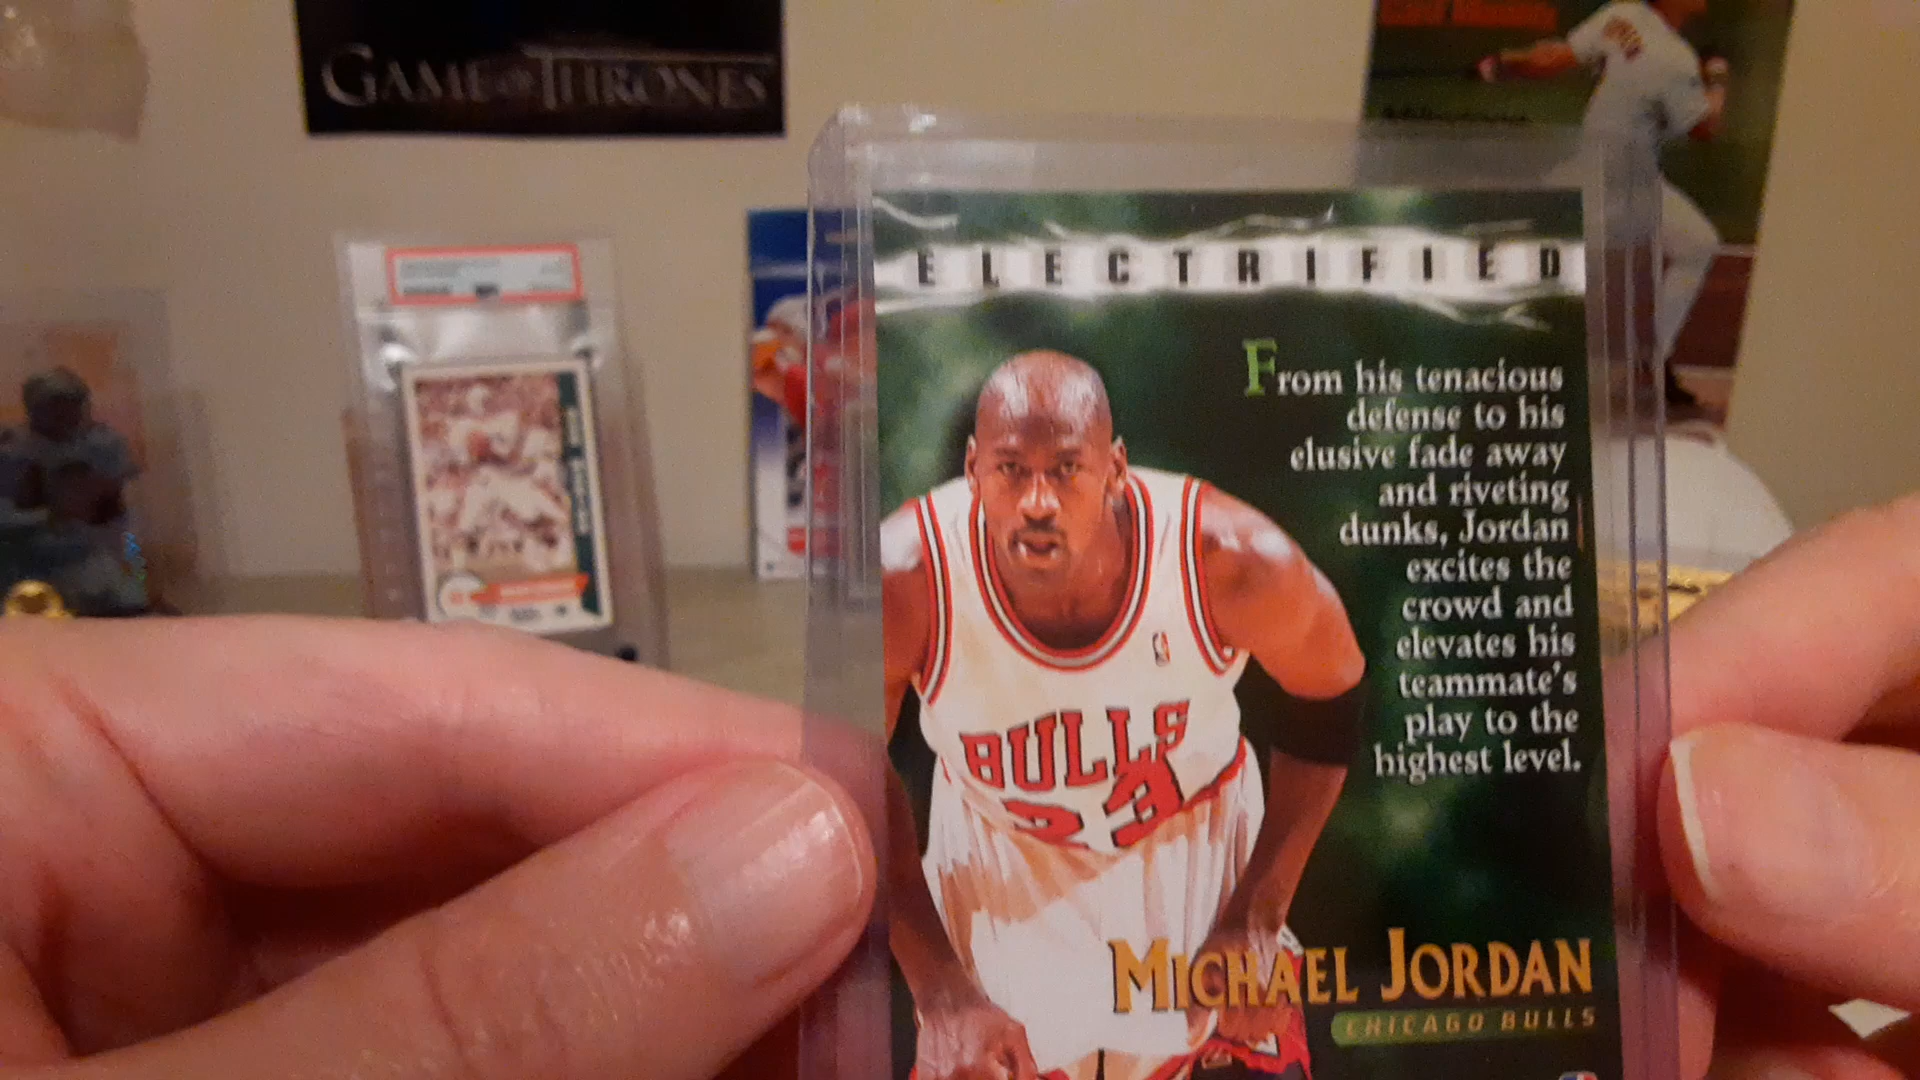 GAME OF THRONES
ELECTRIFIED
From his tenacious
defense to his
elusive fade away
and riveting
dunks, Jordan
excites the
crowd and
elevates his
teammate's
play to the
highest level.
BULLS
23
MICHAEL JORDAN
CHICAGO BULLS